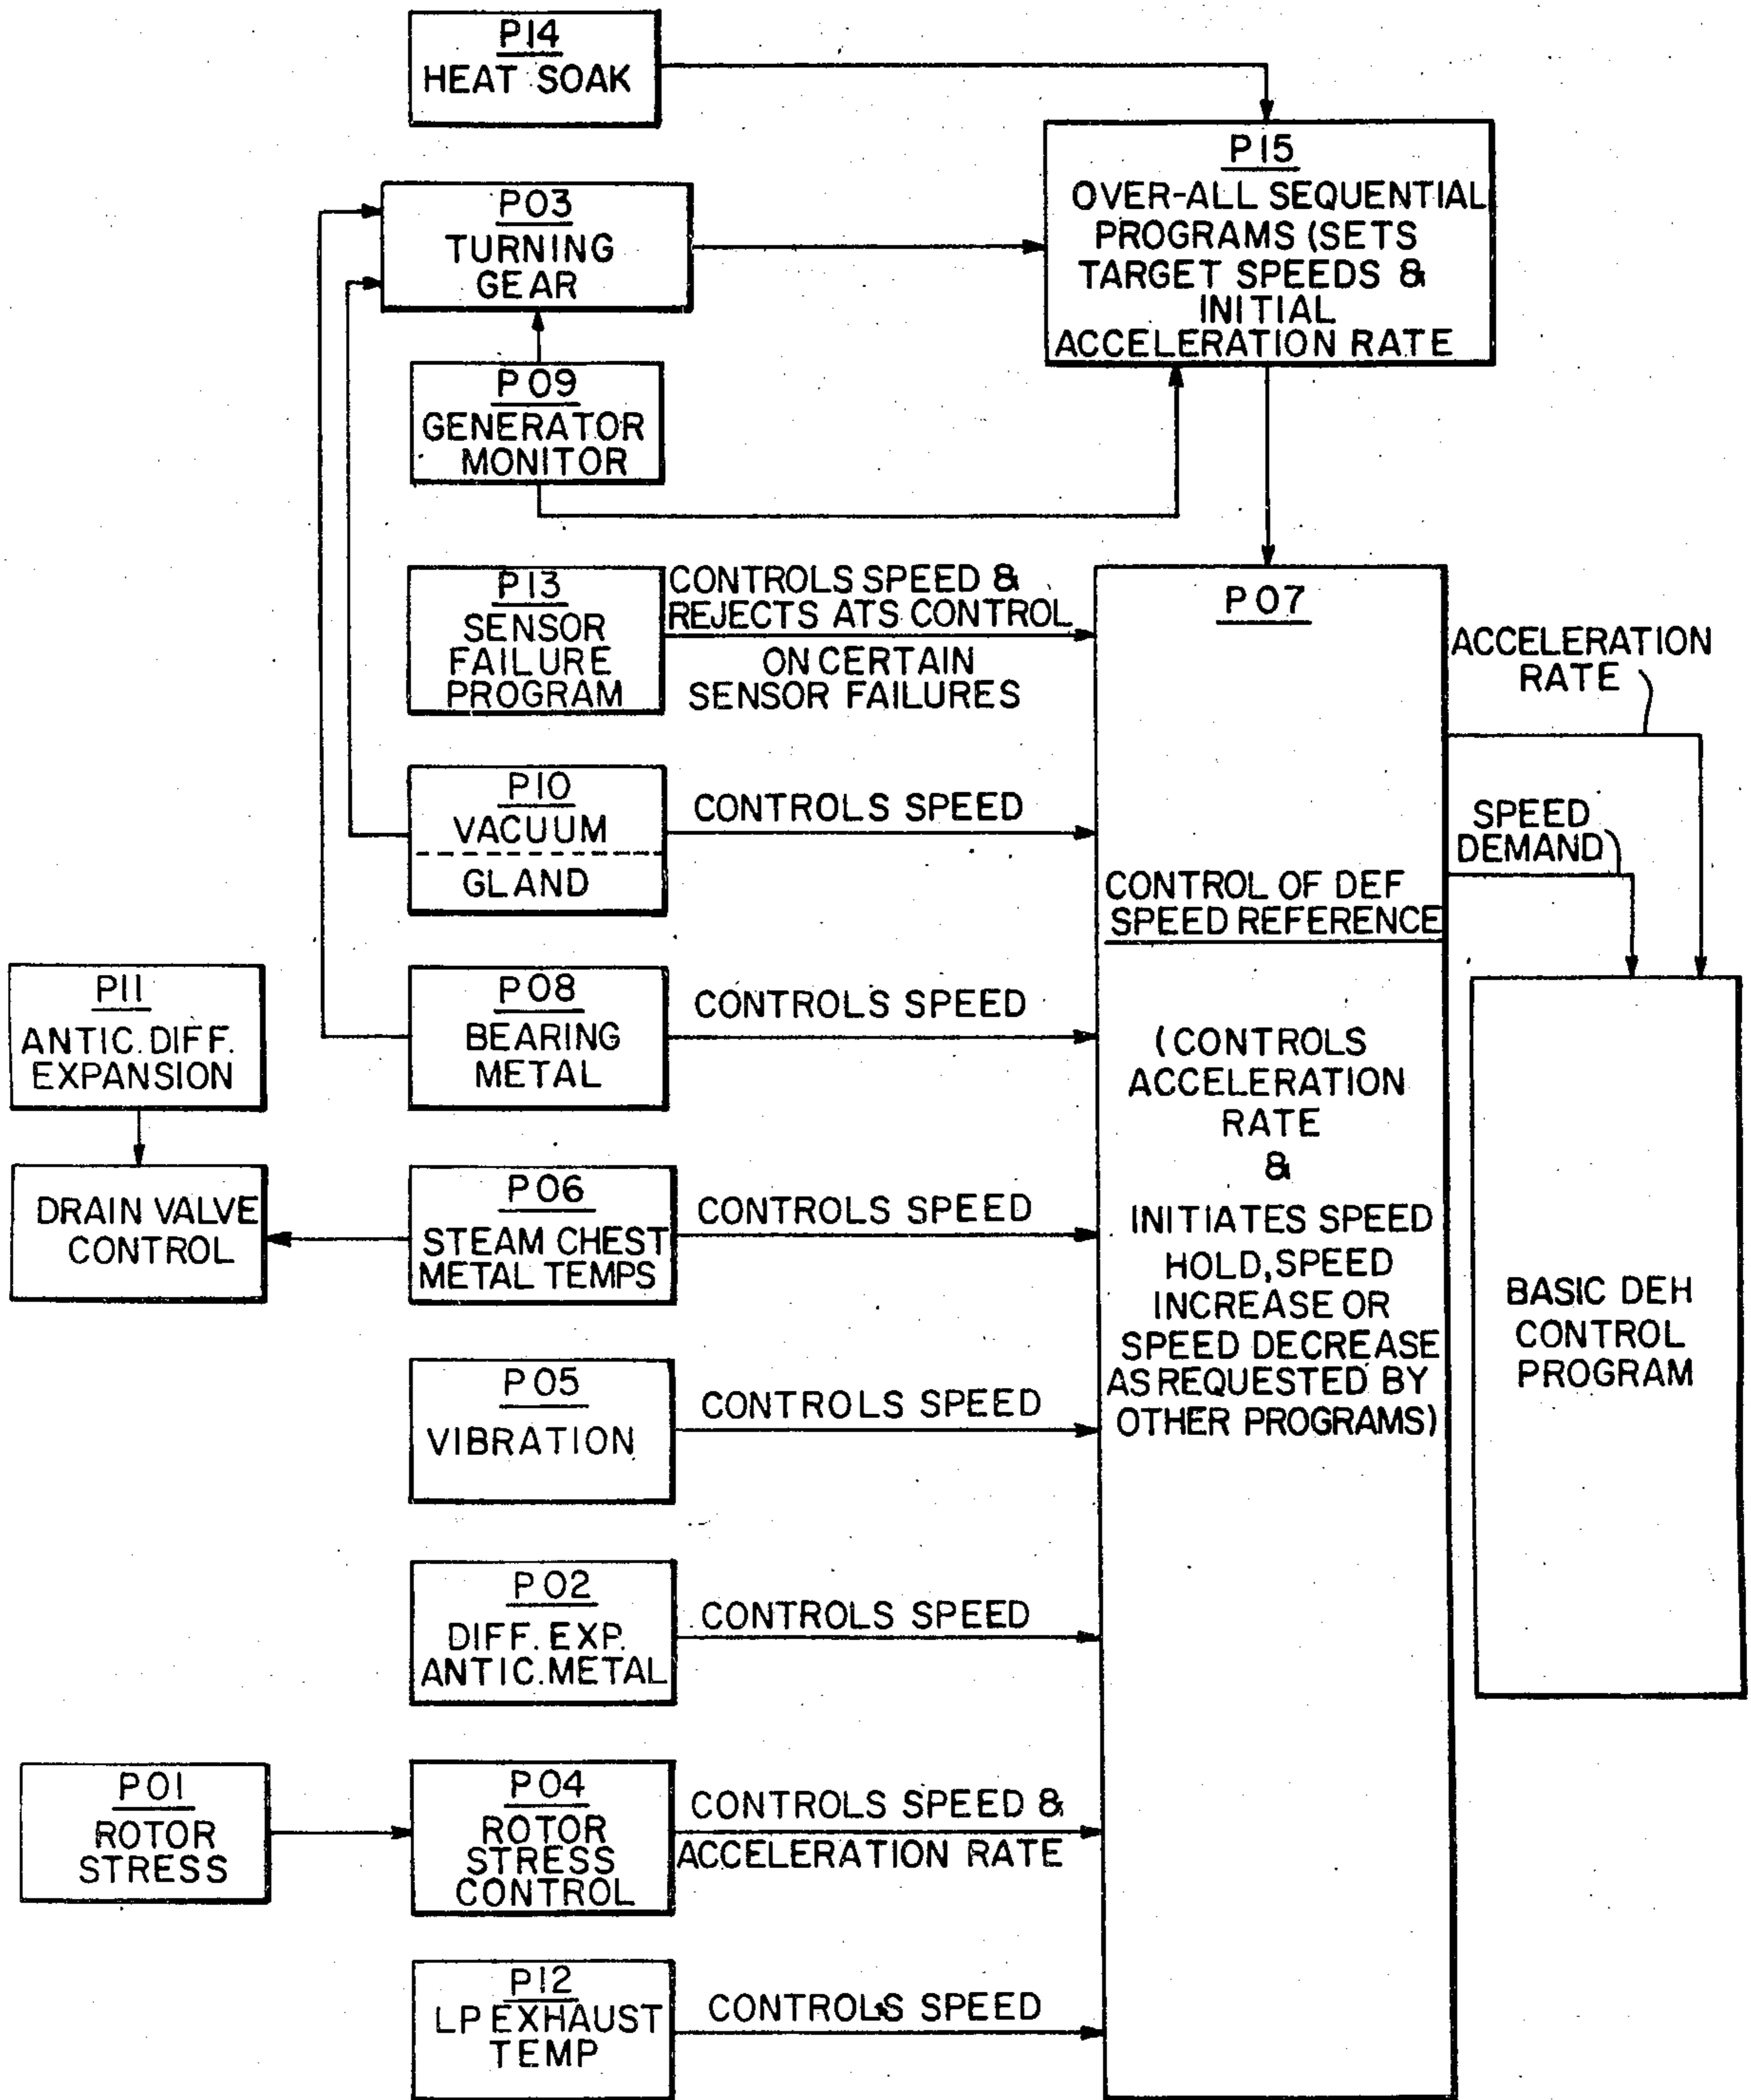 P14
HEAT SOAK
P15
OVER-ALL SEQUENTIAL
PROGRAMS (SETS
TARGET SPEEDS &
INITIAL
ACCELERATION RATE
P03
TURNING
GEAR
P09
GENERATOR
MONITOR
P13
SENSOR
FAILURE
PROGRAM
CONTROLS SPEED &
REJECTS ATS CONTROL
ON CERTAIN
SENSOR FAILURES
P07
CONTROL OF DEF
SPEED REFERENCE
(CONTROLS
ACCELERATION
RATE
&
INITIATES SPEED
HOLD, SPEED
INCREASE OR
SPEED DECREASE
AS REQUESTED BY
OTHER PROGRAMS)
ACCELERATION
RATE
SPEED
DEMAND
BASIC DEH
CONTROL
PROGRAM
P10
VACUUM
GLAND
CONTROLS SPEED
P11
ANTIC. DIFF.
EXPANSION
P08
BEARING
METAL
CONTROLS SPEED
DRAIN VALVE
CONTROL
P06
STEAM CHEST
METAL TEMPS
CONTROLS SPEED
P05
VIBRATION
CONTROLS SPEED
P02
DIFF. EXP.
ANTIC. METAL
CONTROLS SPEED
P01
ROTOR
STRESS
P04
ROTOR
STRESS
CONTROL
CONTROLS SPEED &
ACCELERATION RATE
P12
LP EXHAUST
TEMP
CONTROLS SPEED